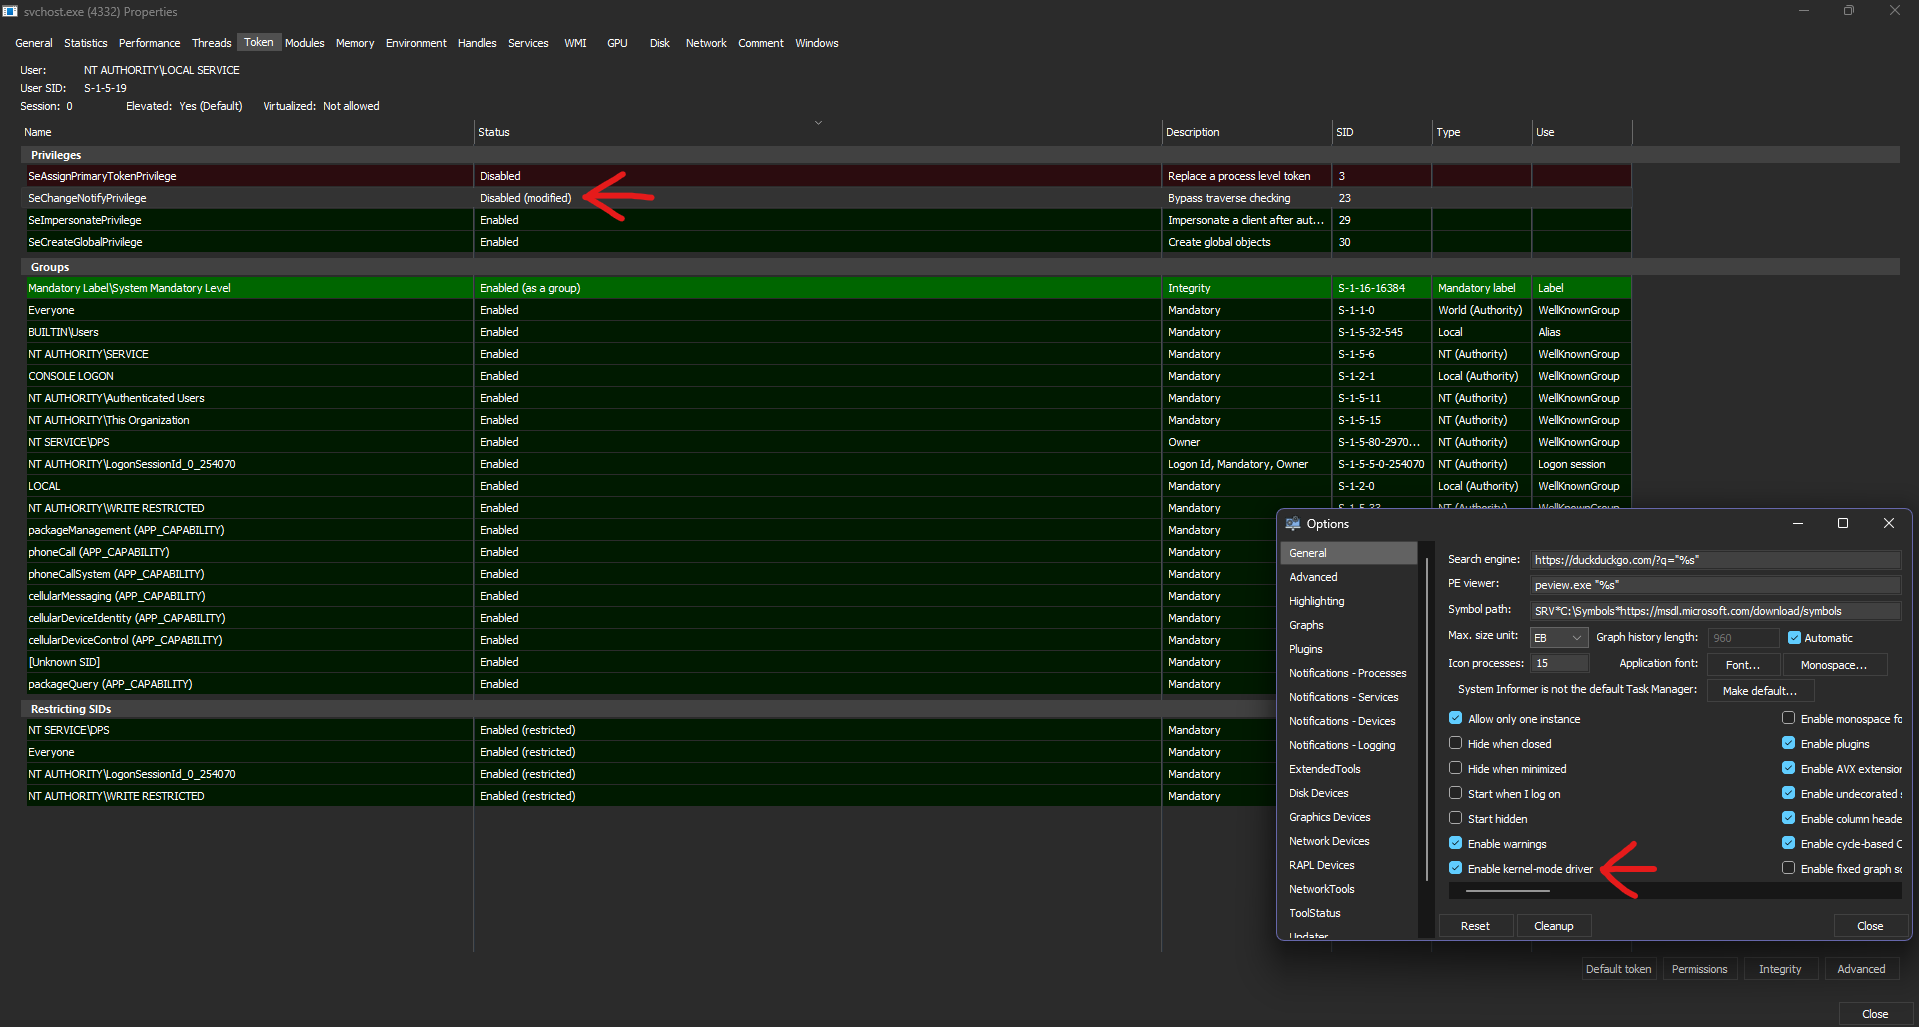 svchost.exe (4332) Properties
General Statistics Performance Threads Token Modules Memory Environment Handles Services WMI GPU Disk Network Comment Windows
User: NT AUTHORITY\LOCAL SERVICE
User SID: S-1-5-19
Session: 0 Elevated: Yes (Default) Virtualized: Not allowed
Name Status Description SID Type Use
Privileges
SeAssignPrimaryTokenPrivilege Disabled Replace a process level token 3
SeChangeNotifyPrivilege Disabled (modified) Bypass traverse checking 23
SeImpersonatePrivilege Enabled Impersonate a client after aut... 29
SeCreateGlobalPrivilege Enabled Create global objects 30
Groups
Mandatory Label\System Mandatory Level Enabled (as a group) Integrity S-1-16-16384 Mandatory label Label
Everyone Enabled Mandatory S-1-1-0 World (Authority) WellKnownGroup
BUILTIN\Users Enabled Mandatory S-1-5-32-545 Local Alias
NT AUTHORITY\SERVICE Enabled Mandatory S-1-5-6 NT (Authority) WellKnownGroup
CONSOLE LOGON Enabled Mandatory S-1-2-1 Local (Authority) WellKnownGroup
NT AUTHORITY\Authenticated Users Enabled Mandatory S-1-5-11 NT (Authority) WellKnownGroup
NT AUTHORITY\This Organization Enabled Mandatory S-1-5-15 NT (Authority) WellKnownGroup
NT SERVICE\DPS Enabled Owner S-1-5-80-2970... NT (Authority) WellKnownGroup
NT AUTHORITY\LogonSessionId_0_254070 Enabled Logon Id, Mandatory, Owner S-1-5-5-0-254070 NT (Authority) Logon session
LOCAL Enabled Mandatory S-1-2-0 Local (Authority) WellKnownGroup
NT AUTHORITY\WRITE RESTRICTED Enabled Mandatory S-1-5-33 NT (Authority) WellKnownGroup
packageManagement (APP_CAPABILITY) Enabled Mandatory
phoneCall (APP_CAPABILITY) Enabled Mandatory
phoneCallSystem (APP_CAPABILITY) Enabled Mandatory
cellularMessaging (APP_CAPABILITY) Enabled Mandatory
cellularDeviceIdentity (APP_CAPABILITY) Enabled Mandatory
cellularDeviceControl (APP_CAPABILITY) Enabled Mandatory
[Unknown SID] Enabled Mandatory
packageQuery (APP_CAPABILITY) Enabled Mandatory
Restricting SIDs
NT SERVICE\DPS Enabled (restricted) Mandatory
Everyone Enabled (restricted) Mandatory
NT AUTHORITY\LogonSessionId_0_254070 Enabled (restricted) Mandatory
NT AUTHORITY\WRITE RESTRICTED Enabled (restricted) Mandatory
Options
General
Advanced
Highlighting
Graphs
Plugins
Notifications - Processes
Notifications - Services
Notifications - Devices
Notifications - Logging
ExtendedTools
Disk Devices
Graphics Devices
Network Devices
RAPL Devices
NetworkTools
ToolStatus
Updater
Search engine: https://duckduckgo.com/?q="%s"
PE viewer: peview.exe "%s"
Symbol path: SRV*C:\Symbols*https://msdl.microsoft.com/download/symbols
Max. size unit: EB Graph history length: 960 Automatic
Icon processes: 15 Application font: Font... Monospace...
System Informer is not the default Task Manager: Make default...
Allow only one instance Enable monospace fo
Hide when closed Enable plugins
Hide when minimized Enable AVX extension
Start when I log on Enable undecorated s
Start hidden Enable column heade
Enable warnings Enable cycle-based C
Enable kernel-mode driver Enable fixed graph sc
Reset Cleanup Close
Default token Permissions Integrity Advanced
Close